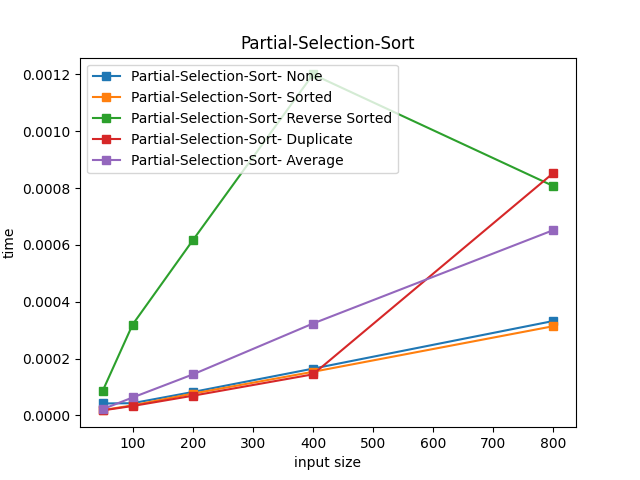 Partial-Selection-Sort
0.0012
0.0010
0.0008
0.0006
0.0004
0.0002
0.0000
time
Partial-Selection-Sort- None
Partial-Selection-Sort- Sorted
Partial-Selection-Sort- Reverse Sorted
Partial-Selection-Sort- Duplicate
Partial-Selection-Sort- Average
100 200 300 400 500 600 700 800
input size